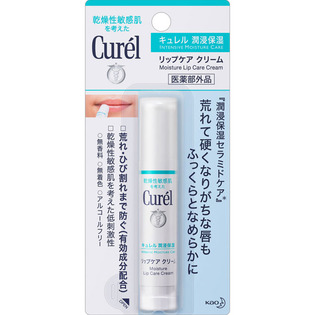 乾燥性敏感肌
を考えた
Curél
キュレル 潤浸保湿
INTENSIVE MOISTURE CARE
リップケア クリーム
Moisture Lip Care Cream
医薬部外品
『潤浸保湿セラミドケア』*
荒れて硬くなりがちな唇も
ふっくらとなめらかに
○荒れ・ひび割れまで防ぐ(有効成分配合)
○乾燥性敏感肌を考えた低刺激性
○無香料 ○無着色 ○アルコールフリー
乾燥性敏感肌
を考えた
Curél
キュレル 潤浸保湿
リップケア クリーム
Moisture
Lip Care Cream
OPEN
Kao